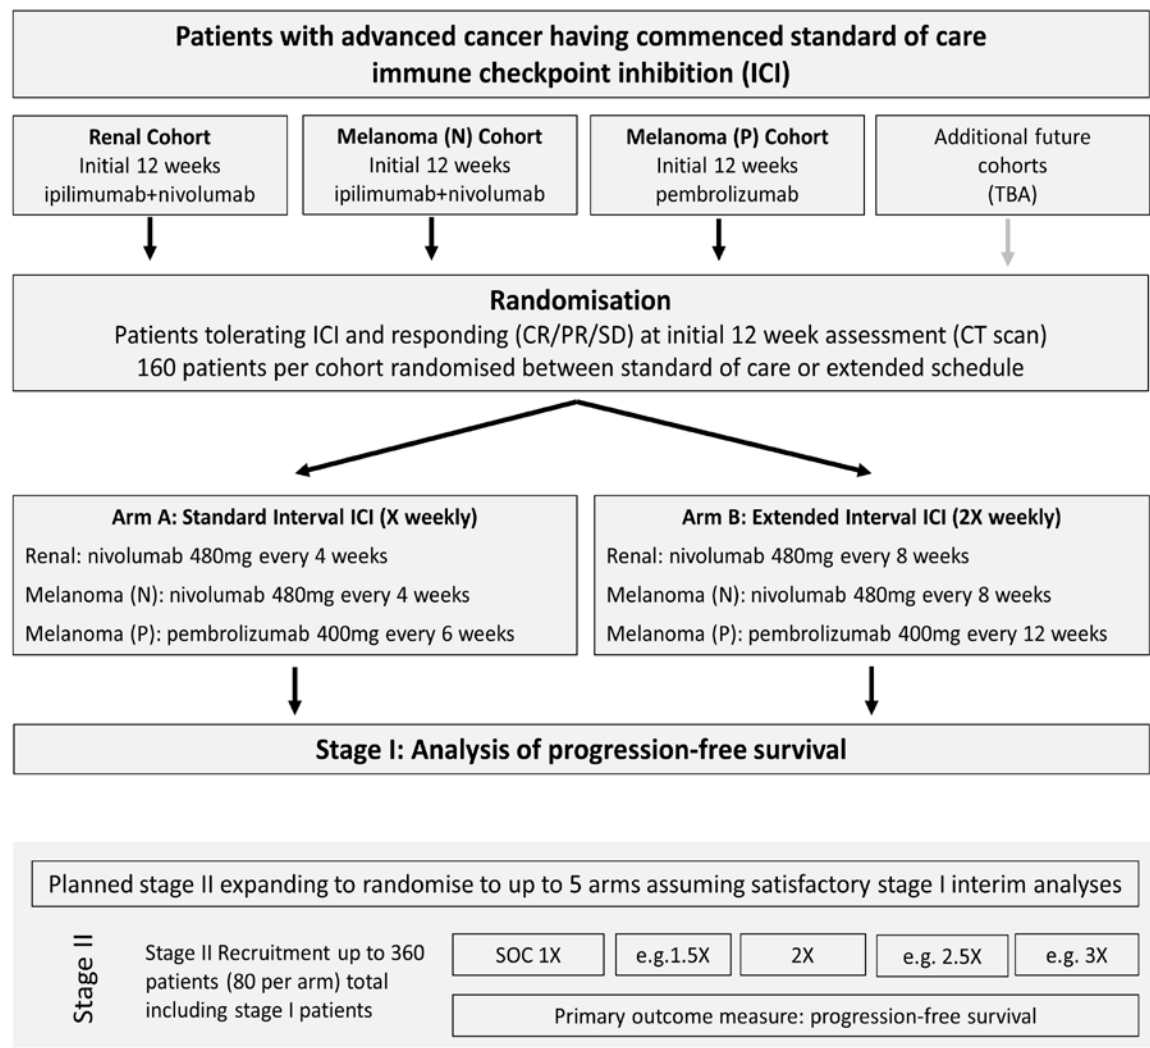 Patients with advanced cancer having commenced standard of care
immune checkpoint inhibition (ICI)
Renal Cohort
Initial 12 weeks
ipilimumab+nivolumab
Melanoma (N) Cohort
Initial 12 weeks
ipilimumab+nivolumab
Melanoma (P) Cohort
Initial 12 weeks
pembrolizumab
Additional future
cohorts
(TBA)
Randomisation
Patients tolerating ICI and responding (CR/PR/SD) at initial 12 week assessment (CT scan)
160 patients per cohort randomised between standard of care or extended schedule
Arm A: Standard Interval ICI (X weekly)
Renal: nivolumab 480mg every 4 weeks
Melanoma (N): nivolumab 480mg every 4 weeks
Melanoma (P): pembrolizumab 400mg every 6 weeks
Arm B: Extended Interval ICI (2X weekly)
Renal: nivolumab 480mg every 8 weeks
Melanoma (N): nivolumab 480mg every 8 weeks
Melanoma (P): pembrolizumab 400mg every 12 weeks
Stage I: Analysis of progression-free survival
Planned stage II expanding to randomise to up to 5 arms assuming satisfactory stage I interim analyses
Stage II
Stage II Recruitment up to 360
patients (80 per arm) total
including stage I patients
SOC 1X
e.g.1.5X
2X
e.g. 2.5X
e.g. 3X
Primary outcome measure: progression-free survival